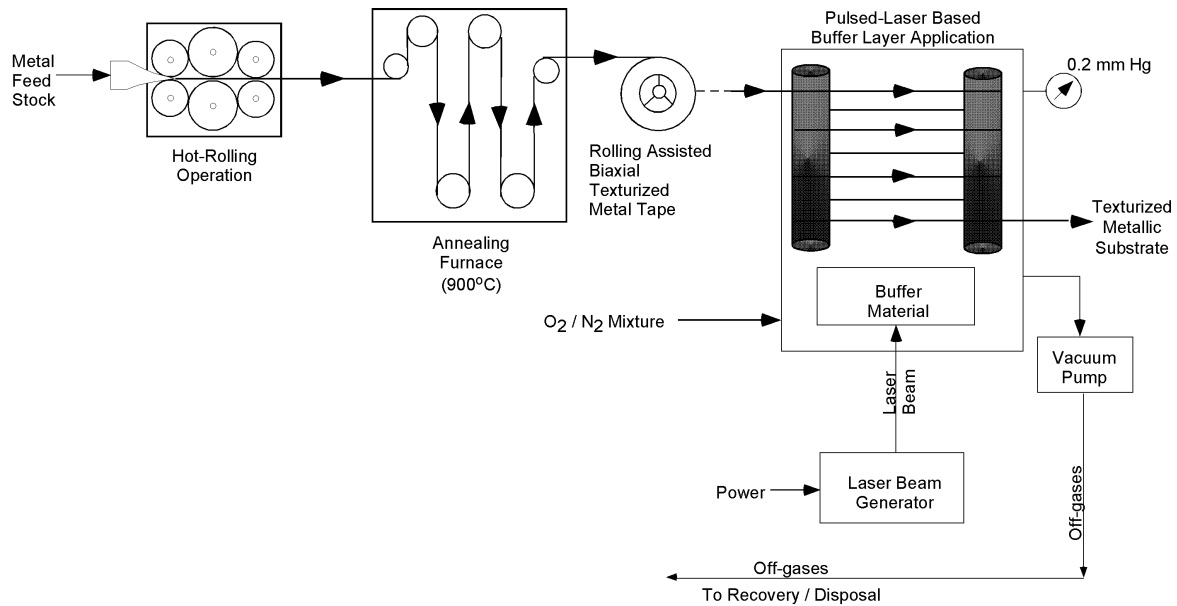 Pulsed-Laser Based
Buffer Layer Application
Metal
Feed
Stock
0.2 mm Hg
Hot-Rolling
Operation
Rolling Assisted
Biaxial
Texturized
Metal Tape
Texturized
Metallic
Substrate
Annealing
Furnace
(900°C)
Buffer
Material
O2 / N2 Mixture
Vacuum
Pump
Laser
Beam
Power
Laser Beam
Generator
Off-gases
Off-gases
To Recovery / Disposal